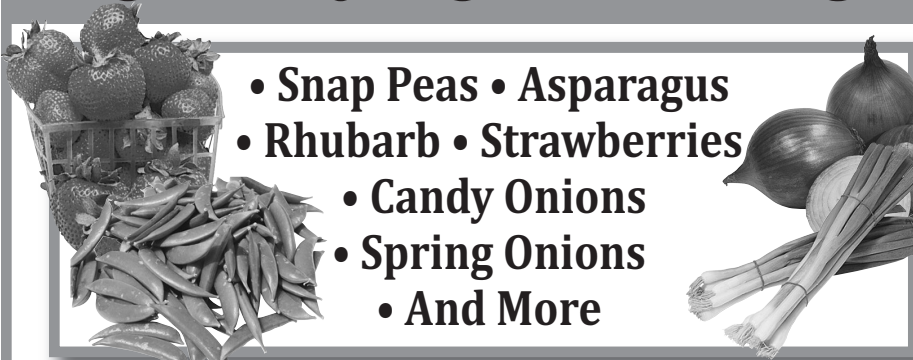 • Snap Peas • Asparagus
• Rhubarb • Strawberries
• Candy Onions
• Spring Onions
• And More